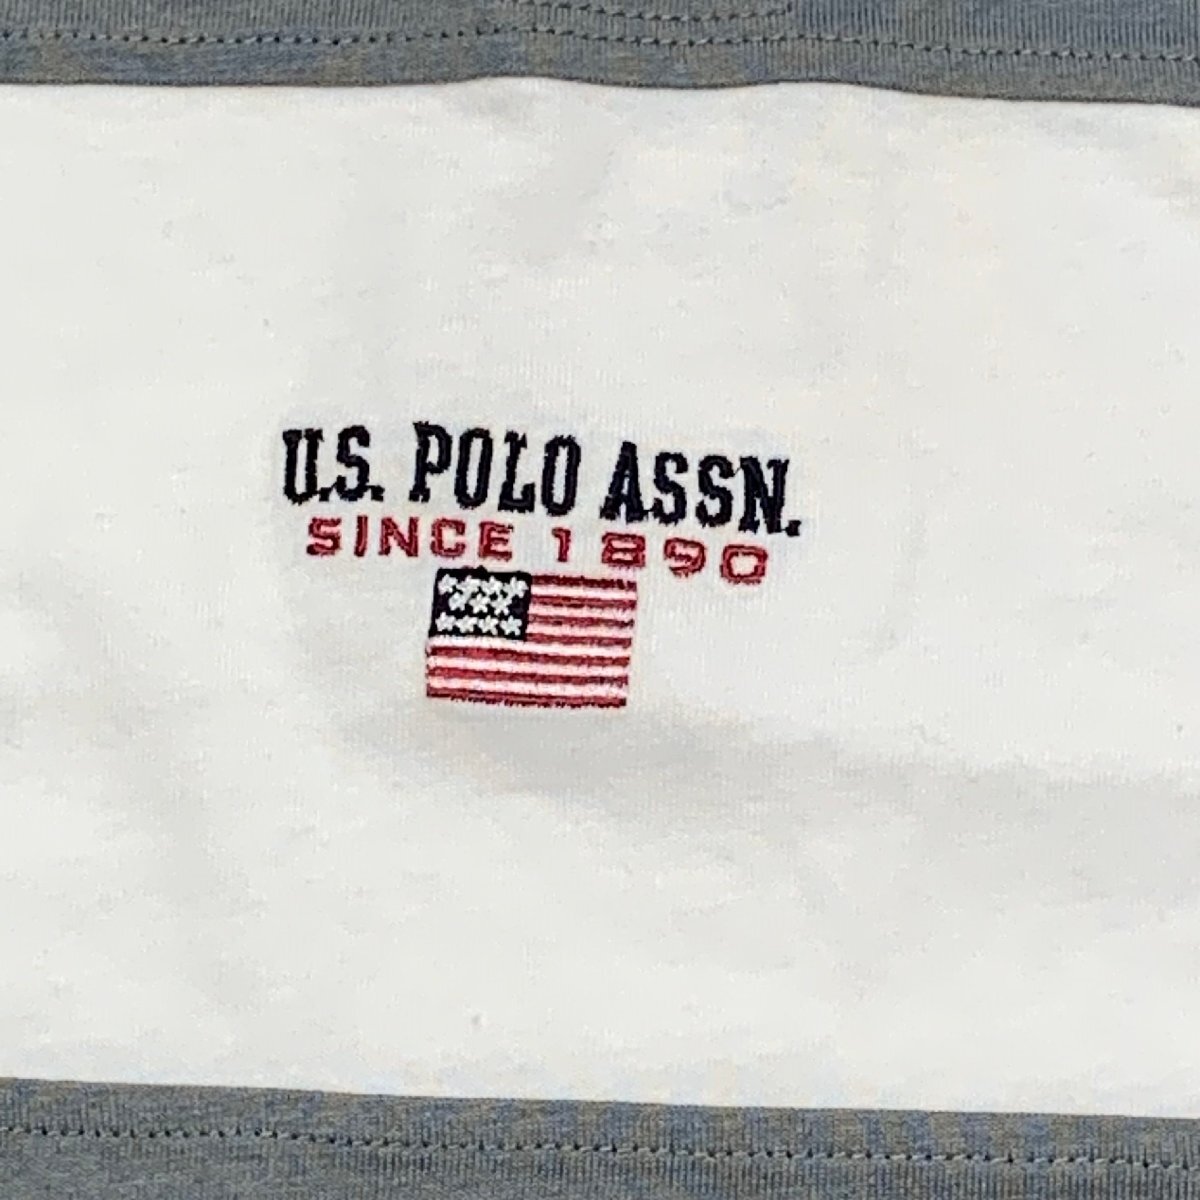 U.S. POLO ASSN.
SINCE 1890